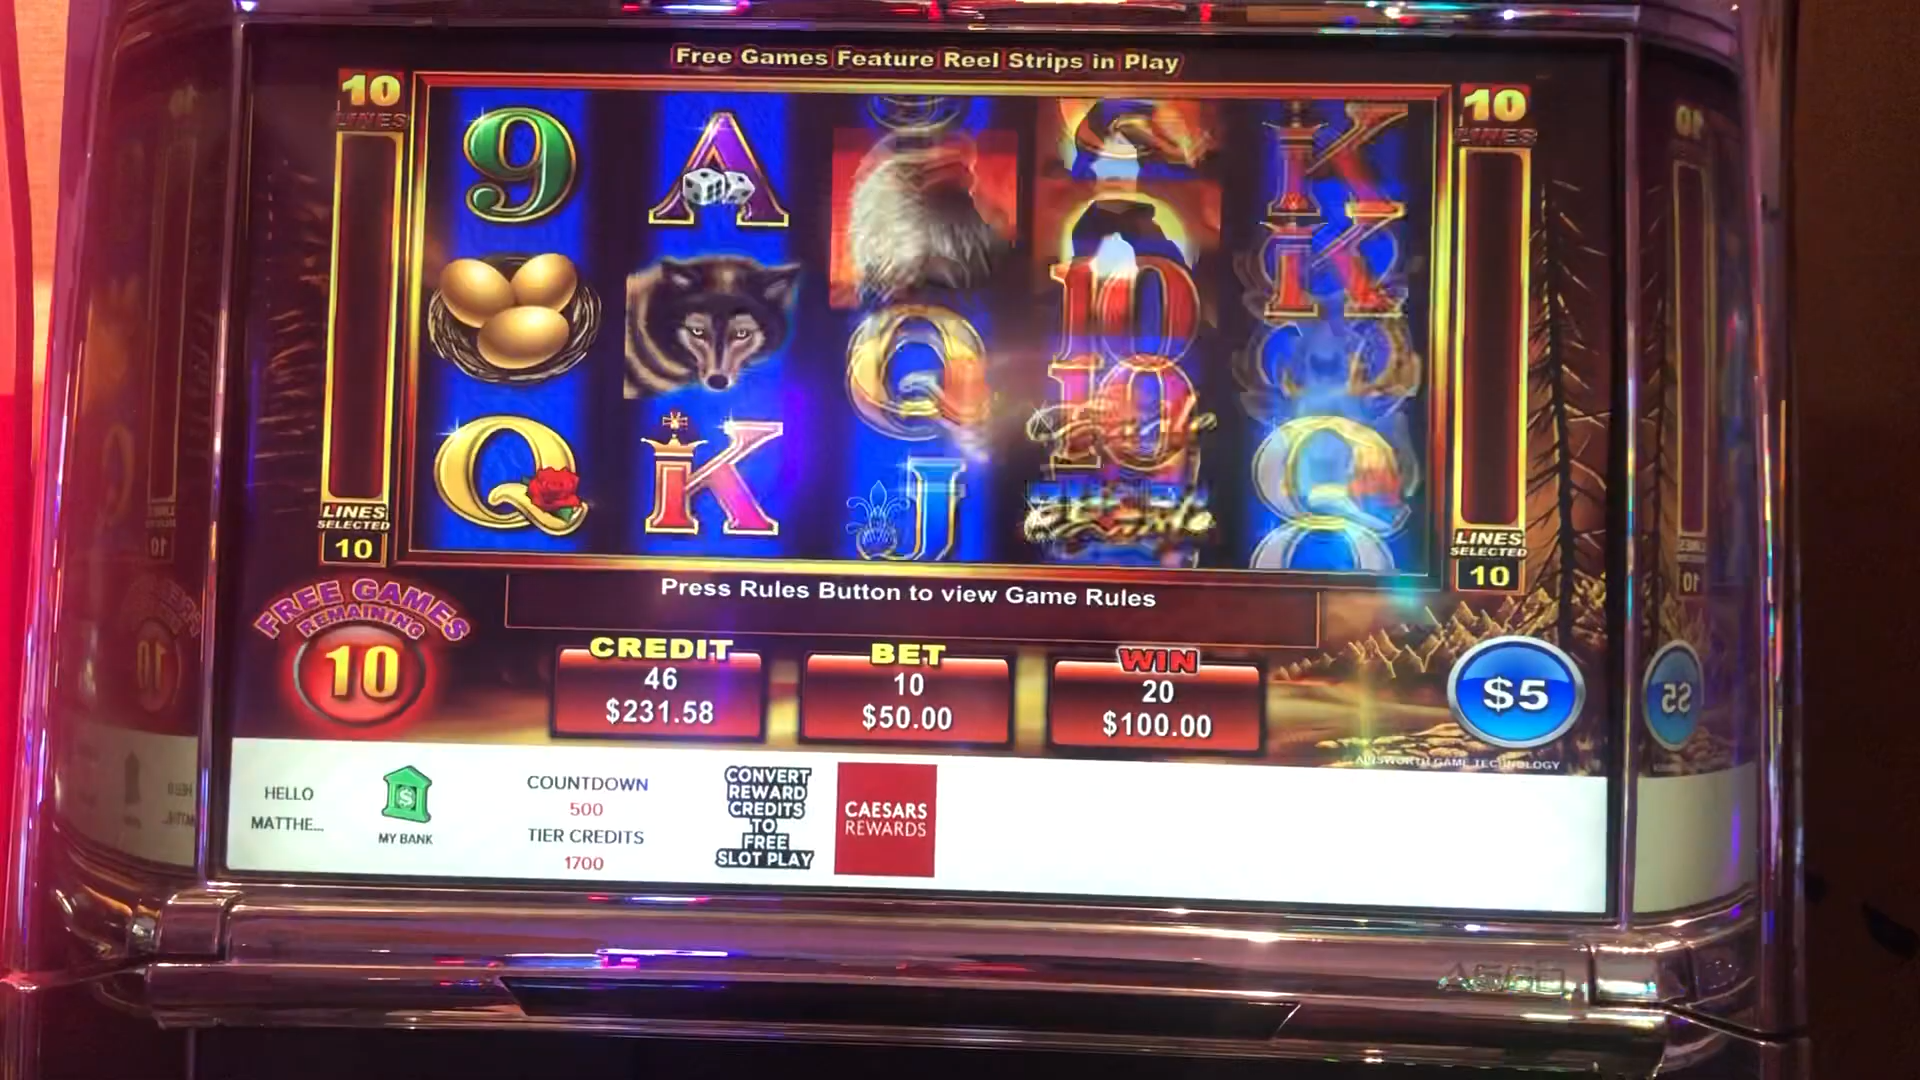 Free Games Feature Reel Strips in Play
10
LINES
10
LINES
9
A
K
K
10
Q
10
Q
K
J
Q
LINES
SELECTED
10
LINES
SELECTED
10
Press Rules Button to view Game Rules
FREE GAMES
REMAINING
10
CREDIT
46
$231.58
BET
10
$50.00
WIN
20
$100.00
$5
AINSWORTH GAME TECHNOLOGY
HELLO
MATTHE...
MY BANK
COUNTDOWN
500
TIER CREDITS
1700
CONVERT
REWARD
CREDITS
TO
FREE
SLOT PLAY
CAESARS
REWARDS